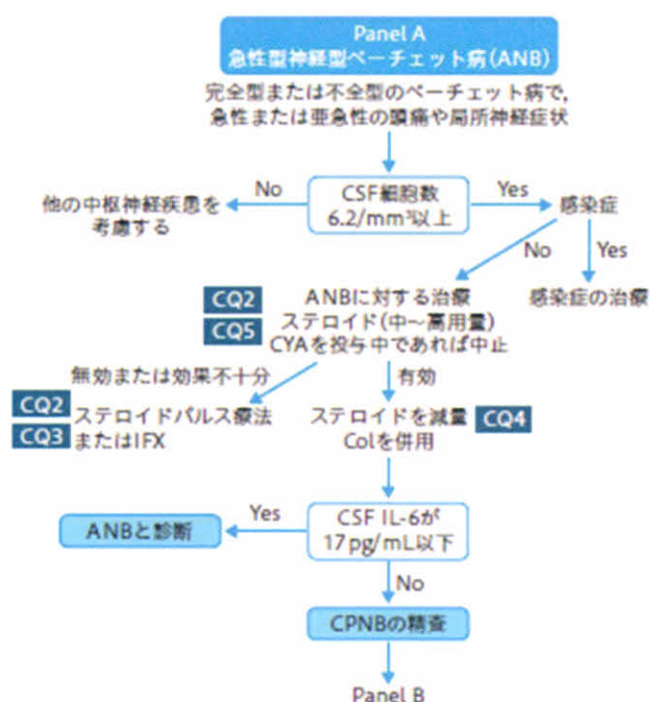 Panel A
急性型神経型ベーチェット病(ANB)
完全型または不全型のベーチェット病で,
急性または亜急性の頭痛や局所神経症状
No
CSF細胞数
6.2/mm³以上
Yes
他の中枢神経疾患を
考慮する
感染症
No
Yes
CQ2
CQ5
ANBに対する治療
ステロイド(中〜高用量)
CYAを投与中であれば中止
感染症の治療
無効または効果不十分
有効
CQ2
CQ3
ステロイドパルス療法
またはIFX
ステロイドを減量
Colを併用
CQ4
ANBと診断
Yes
CSF IL-6が
17pg/mL以下
No
CPNBの精査
Panel B